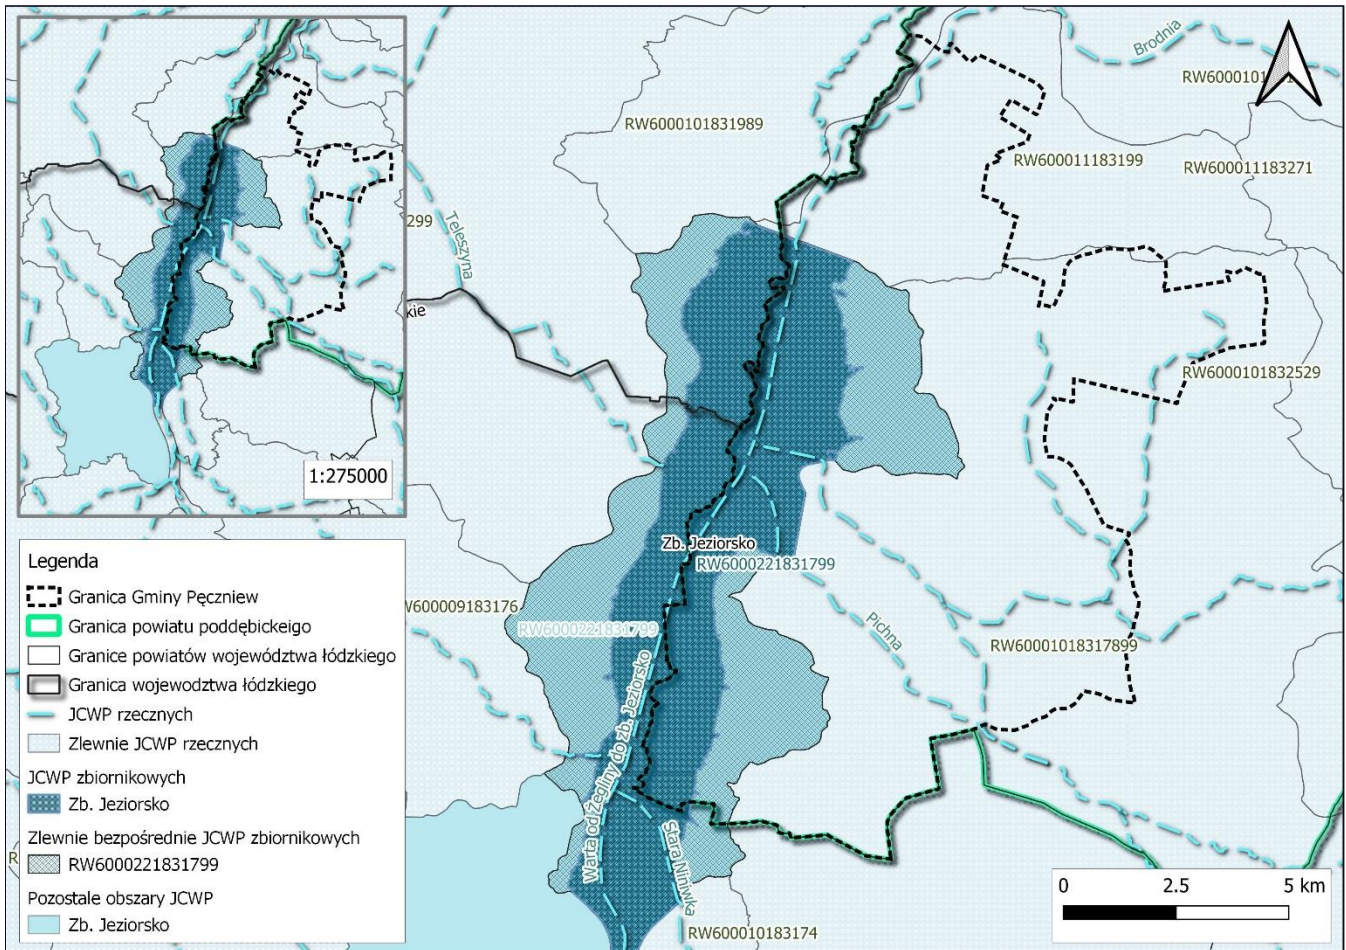 Brodnia
RW6000101
RW6000101831989
RW600011183199
RW600011183271
299
Teleszyna
kie
RW6000101832529
1:275000
Zb. Jeziorsko
RW6000221831799
W600009183176
RW6000221831799
Pichna
RW60001018317899
Warta od Żegliny do zb. Jeziorsko
Stara Niniwka
RW600010183174
R
Legenda
Granica Gminy Pęczniew
Granica powiatu poddębickeigo
Granice powiatów województwa łódzkiego
Granica wojewodztwa łódzkiego
JCWP rzecznych
Zlewnie JCWP rzecznych
JCWP zbiornikowych
Zb. Jeziorsko
Zlewnie bezpośrednie JCWP zbiornikowych
RW6000221831799
Pozostałe obszary JCWP
Zb. Jeziorsko
0 2.5 5 km